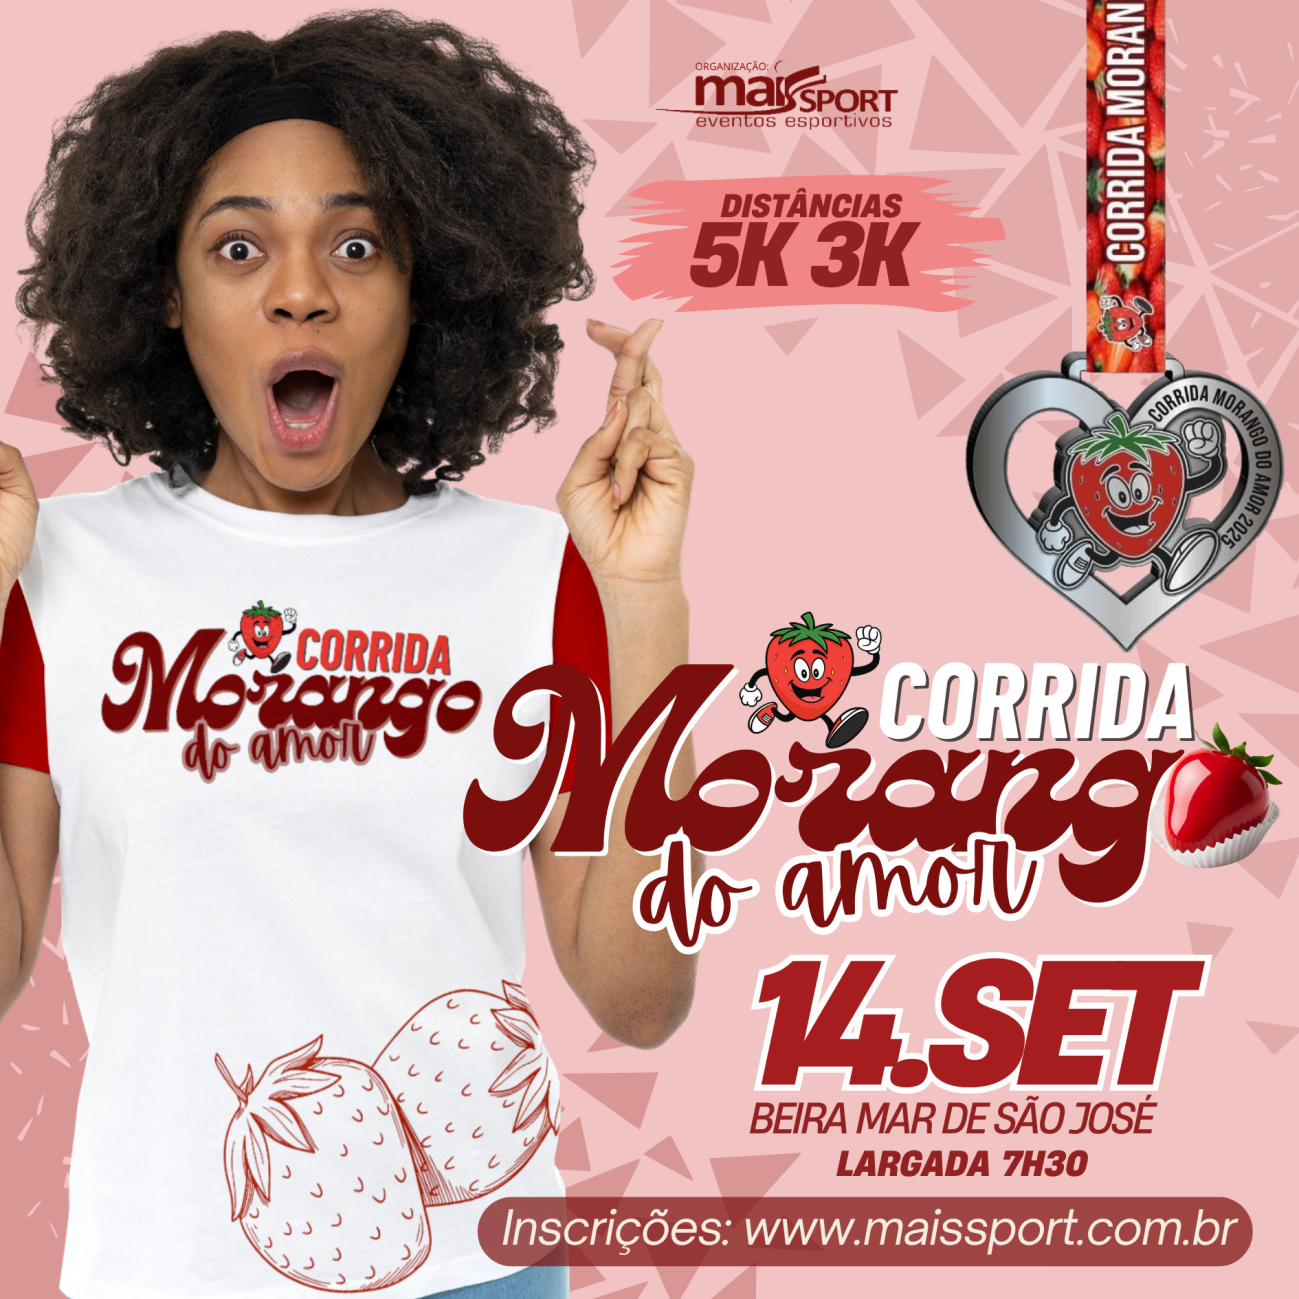 ORGANIZAÇÃO:
maisSPORT
eventos esportivos
DISTÂNCIAS
5K 3K
CORRIDA MORAN
CORRIDA MORANGO DO AMOR 2025
CORRIDA
Morango
do amor
CORRIDA
Morango
do amor
14.SET
BEIRA MAR DE SÃO JOSÉ
LARGADA 7H30
Inscrições: www.maissport.com.br